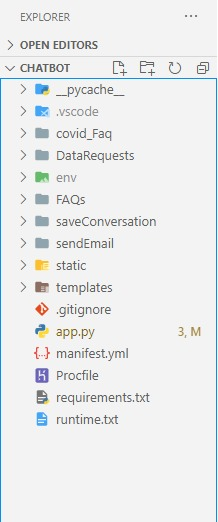 EXPLORER
OPEN EDITORS
CHATBOT
__pycache__
.vscode
covid_Faq
DataRequests
env
FAQs
saveConversation
sendEmail
static
templates
.gitignore
app.py 3, M
manifest.yml
Procfile
requirements.txt
runtime.txt